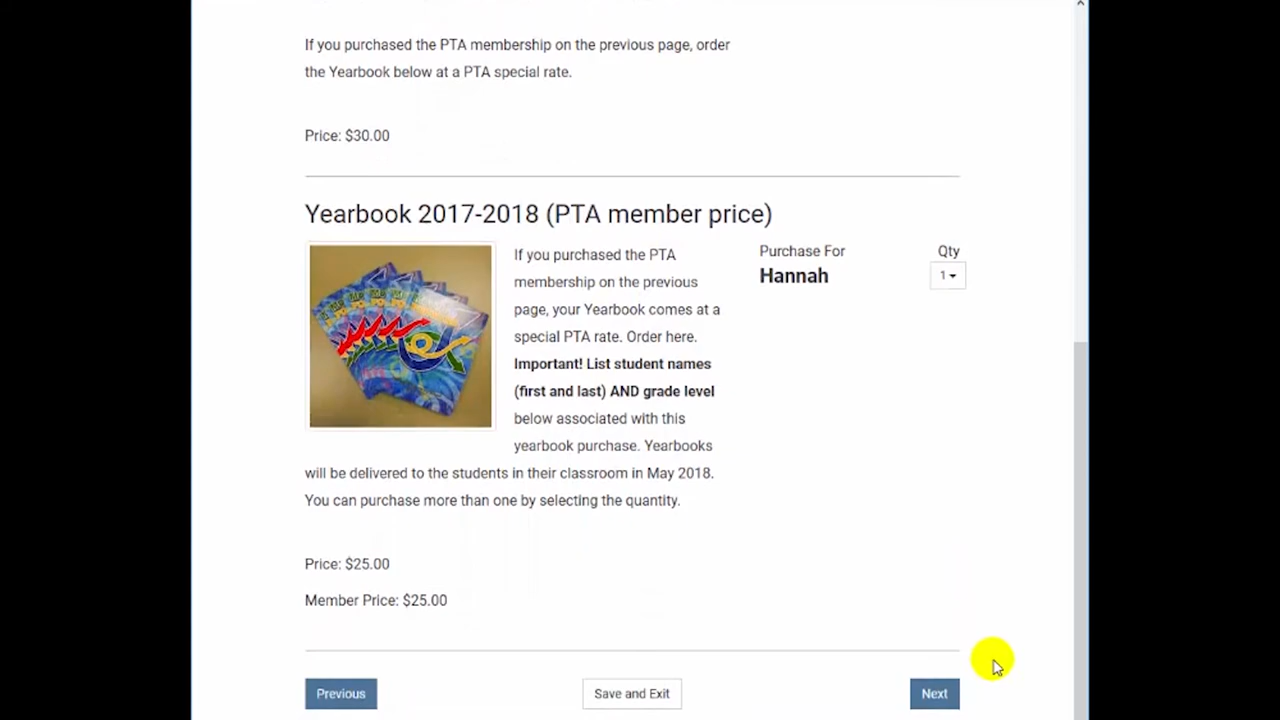 If you purchased the PTA membership on the previous page, order
the Yearbook below at a PTA special rate.
Price: $30.00
Yearbook 2017-2018 (PTA member price)
If you purchased the PTA
membership on the previous
page, your Yearbook comes at a
special PTA rate. Order here.
Important! List student names
(first and last) AND grade level
below associated with this
yearbook purchase. Yearbooks
will be delivered to the students in their classroom in May 2018.
You can purchase more than one by selecting the quantity.
Purchase For
Qty
Hannah
1
Price: $25.00
Member Price: $25.00
Previous
Save and Exit
Next